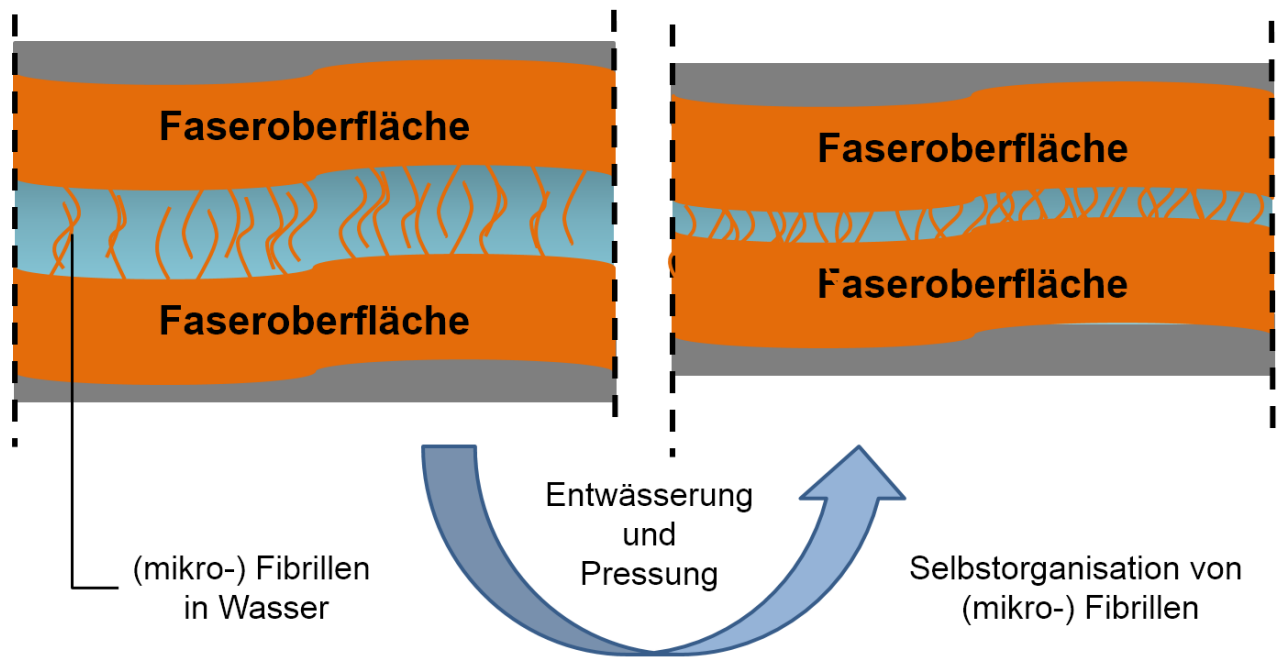 Faseroberfläche
Faseroberfläche
Faseroberfläche
Faseroberfläche
(mikro-) Fibrillen
in Wasser
Entwässerung
und
Pressung
Selbstorganisation von
(mikro-) Fibrillen